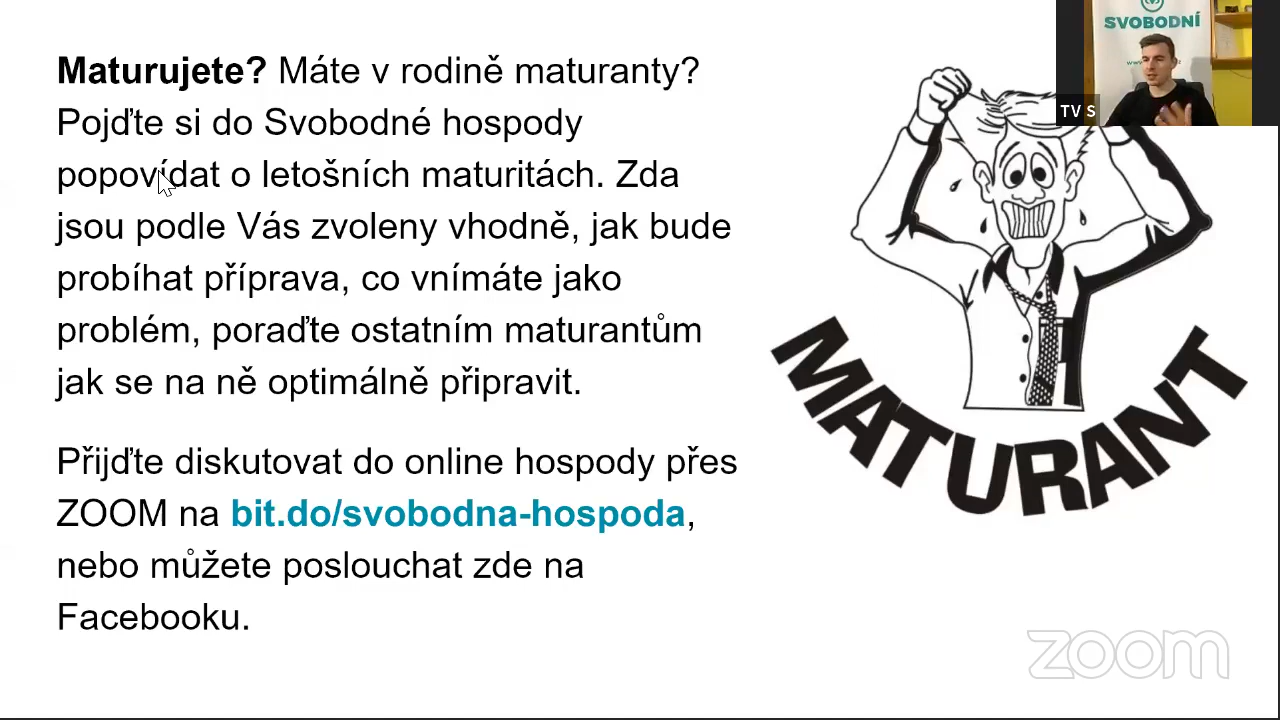 Maturujete? Máte v rodině maturanty?
Pojďte si do Svobodné hospody
popovídat o letošních maturitách. Zda
jsou podle Vás zvoleny vhodně, jak bude
probíhat příprava, co vnímáte jako
problém, poraďte ostatním maturantům
jak se na ně optimálně připravit.
Přijďte diskutovat do online hospody přes
ZOOM na bit.do/svobodna-hospoda,
nebo můžete poslouchat zde na
Facebooku.
SVOBODNÍ
TV S
MATURANT
zoom